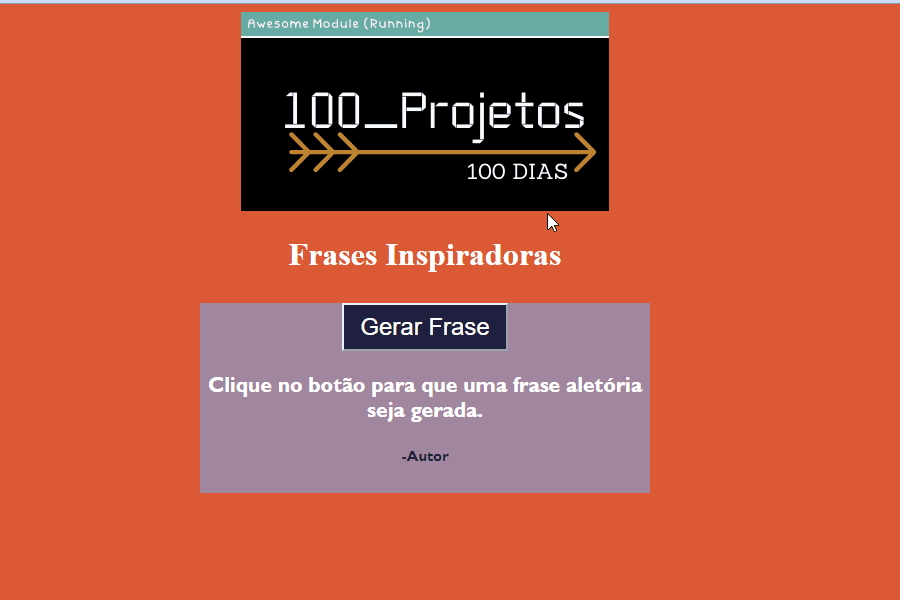 Awesome Module (Running)
100_Projetos
100 DIAS
Frases Inspiradoras
Gerar Frase
Clique no botão para que uma frase aletória
seja gerada.
-Autor